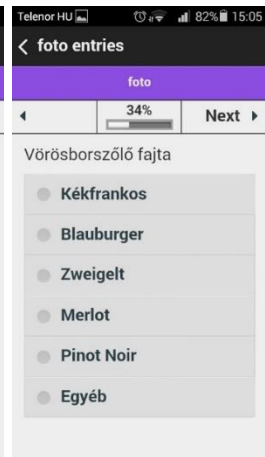 Telenor HU 82% 15:05
foto entries
foto
34% Next
Vörösborszőlő fajta
Kékfrankos
Blauburger
Zweigelt
Merlot
Pinot Noir
Egyéb